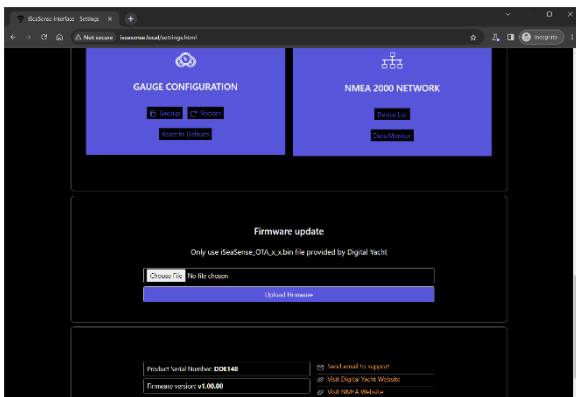 iSeaSense Interface - Settings
Not secure iseasense.local/settings.html
Incognito
GAUGE CONFIGURATION
Backup
Restore
Reset to Defaults
NMEA 2000 NETWORK
Device List
Data Monitor
Firmware update
Only use iSeaSense_OTA_x_x.bin file provided by Digital Yacht
Choose File No file chosen
Upload Firmware
Product Serial Number:
Firmware version: v1.00.00
Send email to support
Visit Digital Yacht Website
Visit NMEA Website